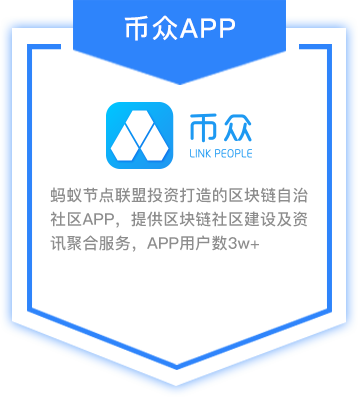 币众APP
币众
LINK PEOPLE
蚂蚁节点联盟投资打造的区块链自治
社区APP，提供区块链社区建设及资
讯聚合服务，APP用户数3w+